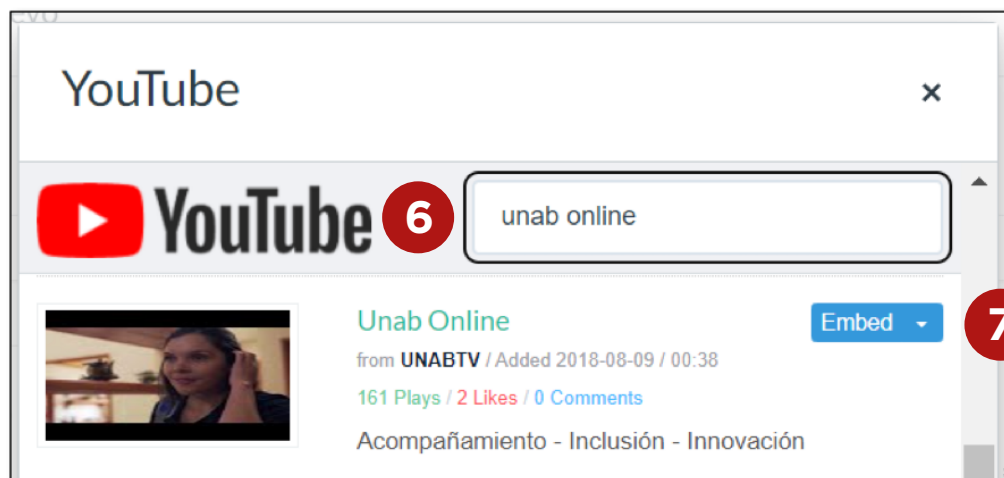 YouTube
×
YouTube
6
unab online
Unab Online
Embed
7
from UNABTV / Added 2018-08-09 / 00:38
161 Plays / 2 Likes / 0 Comments
Acompañamiento - Inclusión - Innovación